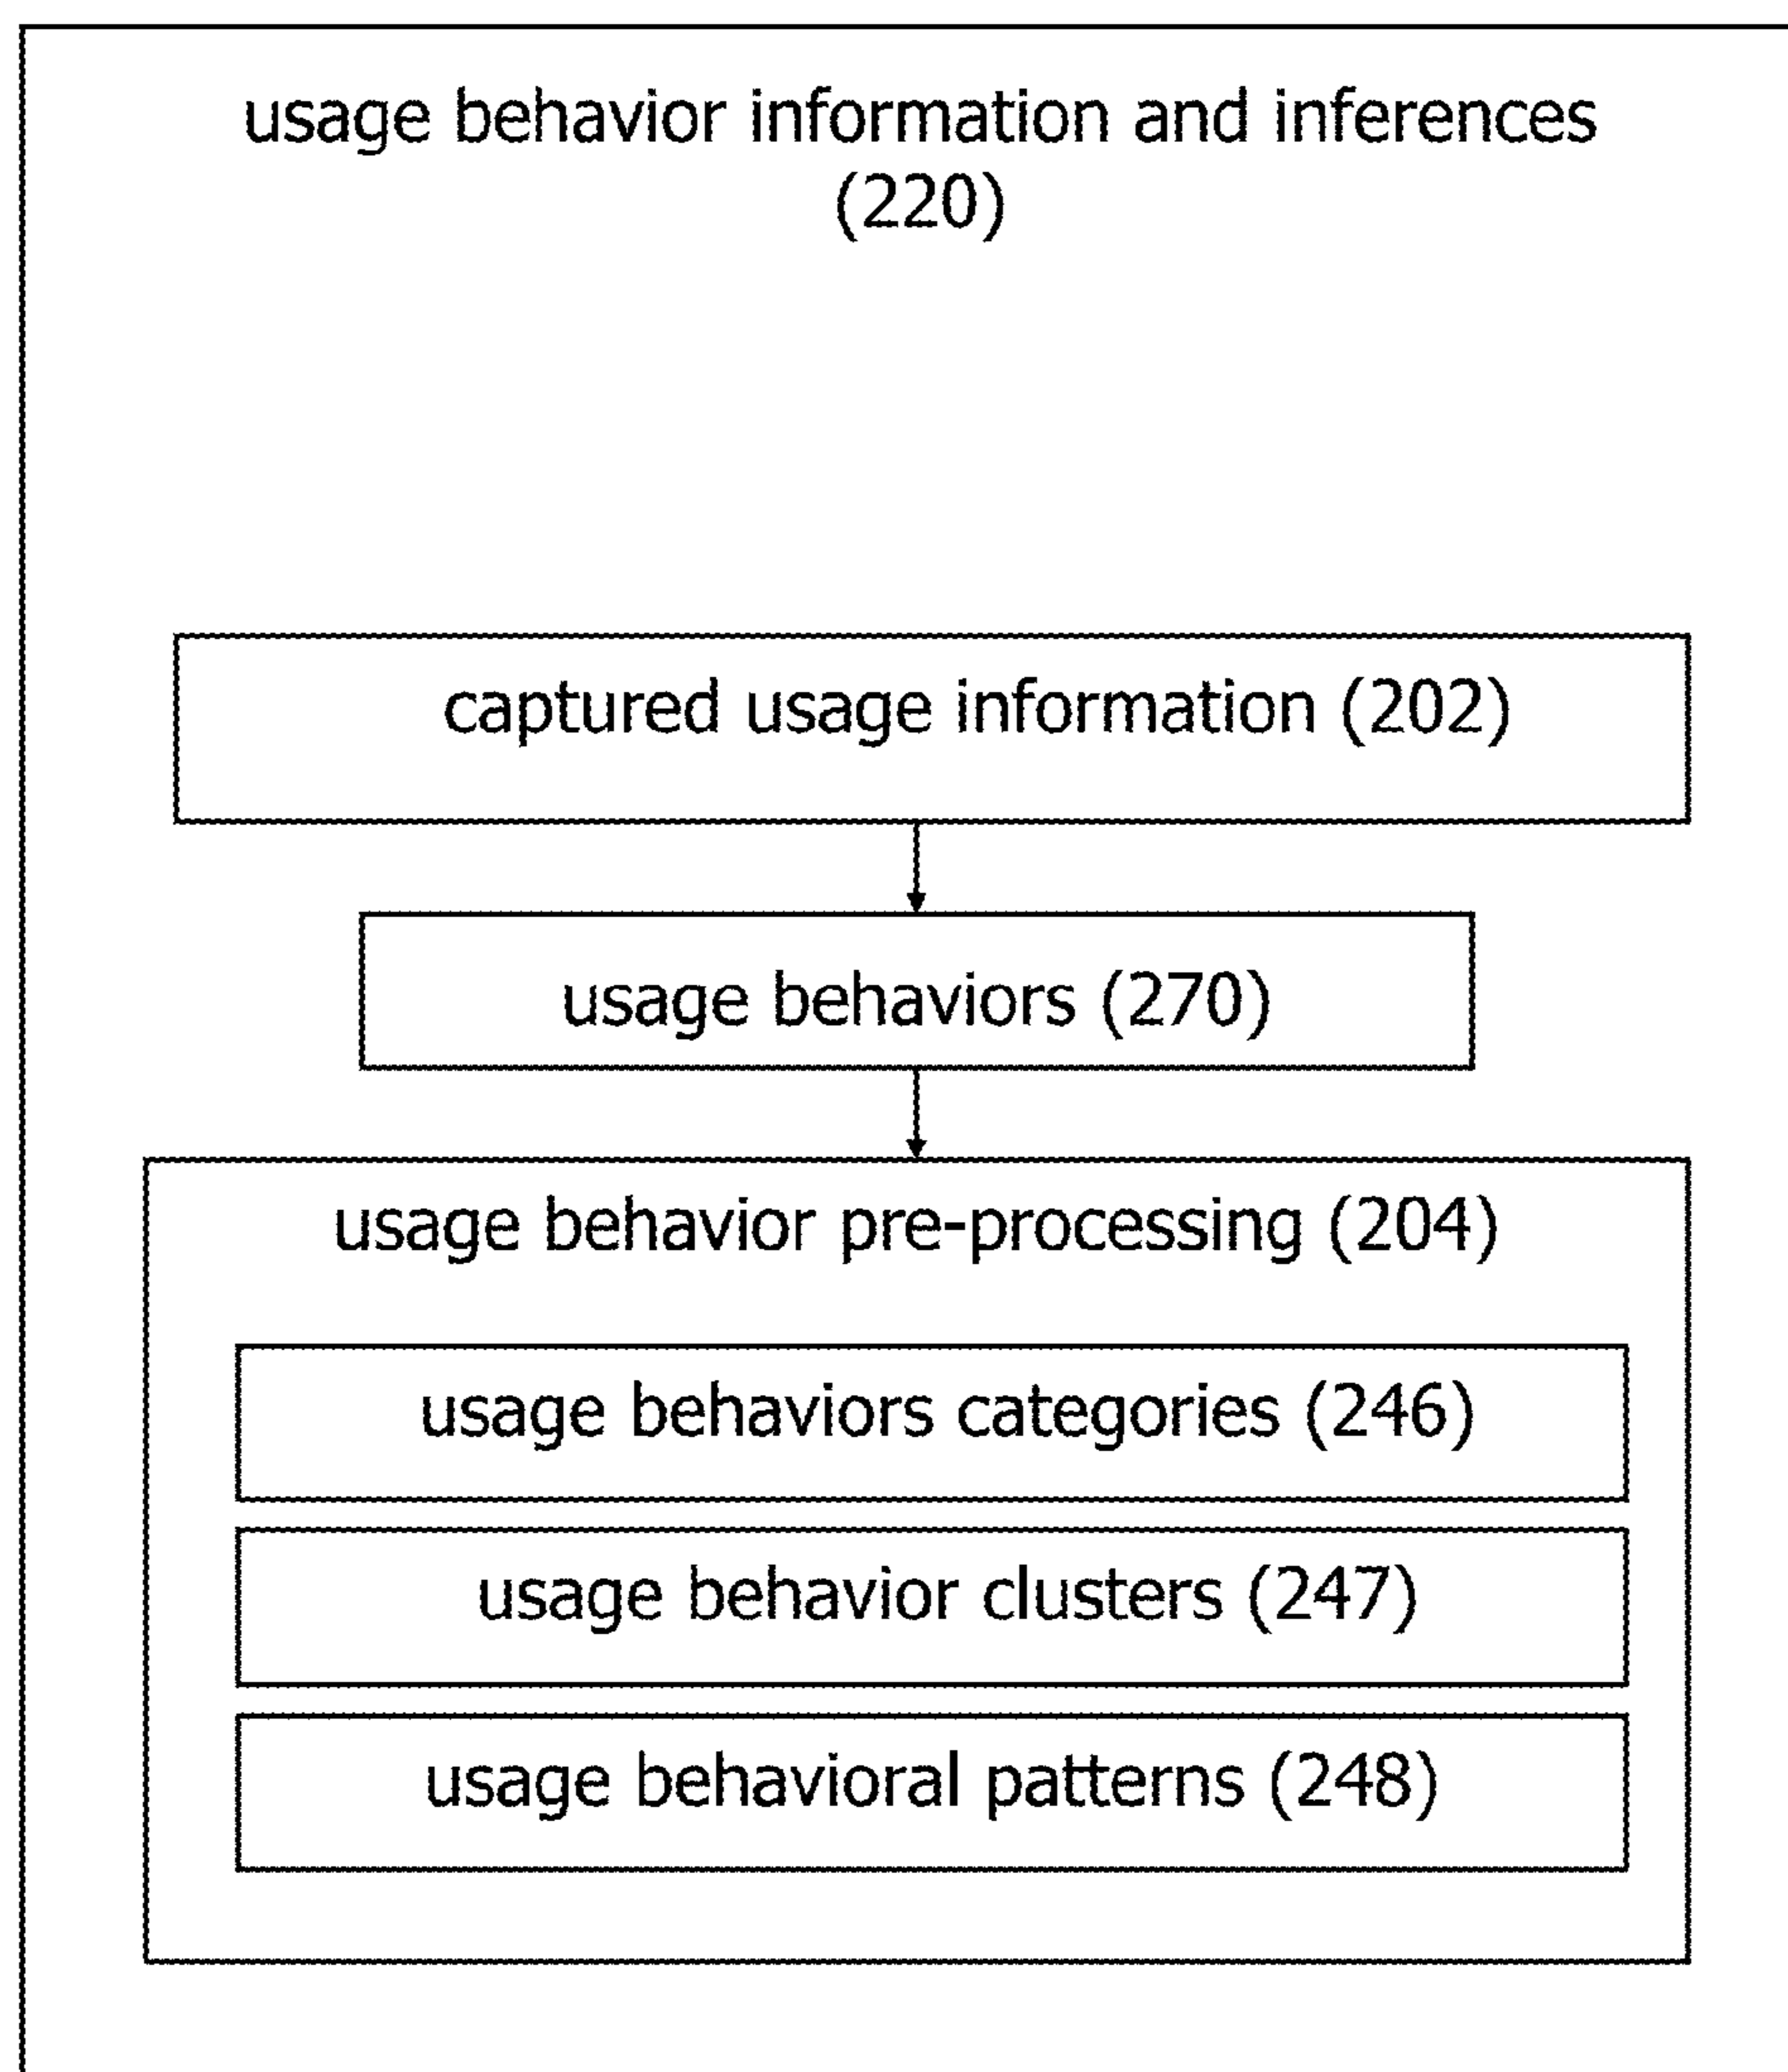 usage behavior information and inferences
(220)
captured usage information (202)
usage behaviors (270)
usage behavior pre-processing (204)
usage behaviors categories (246)
usage behavior clusters (247)
usage behavioral patterns (248)